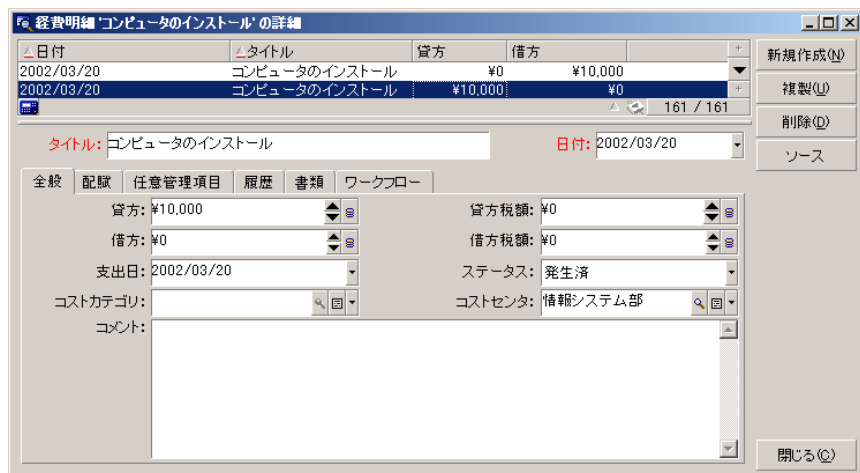 経費明細 'コンピュータのインストール' の詳細
日付 タイトル 貸方 借方
2002/03/20 コンピュータのインストール ¥0 ¥10,000
2002/03/20 コンピュータのインストール ¥10,000 ¥0
161 / 161
新規作成(N)
複製(U)
削除(D)
ソース
タイトル: コンピュータのインストール 日付: 2002/03/20
全般 配賦 任意管理項目 履歴 書類 ワークフロー
貸方: ¥10,000 貸方税額: ¥0
借方: ¥0 借方税額: ¥0
支出日: 2002/03/20 ステータス: 発生済
コストカテゴリ: コストセンタ: 情報システム部
コメント:
閉じる(C)